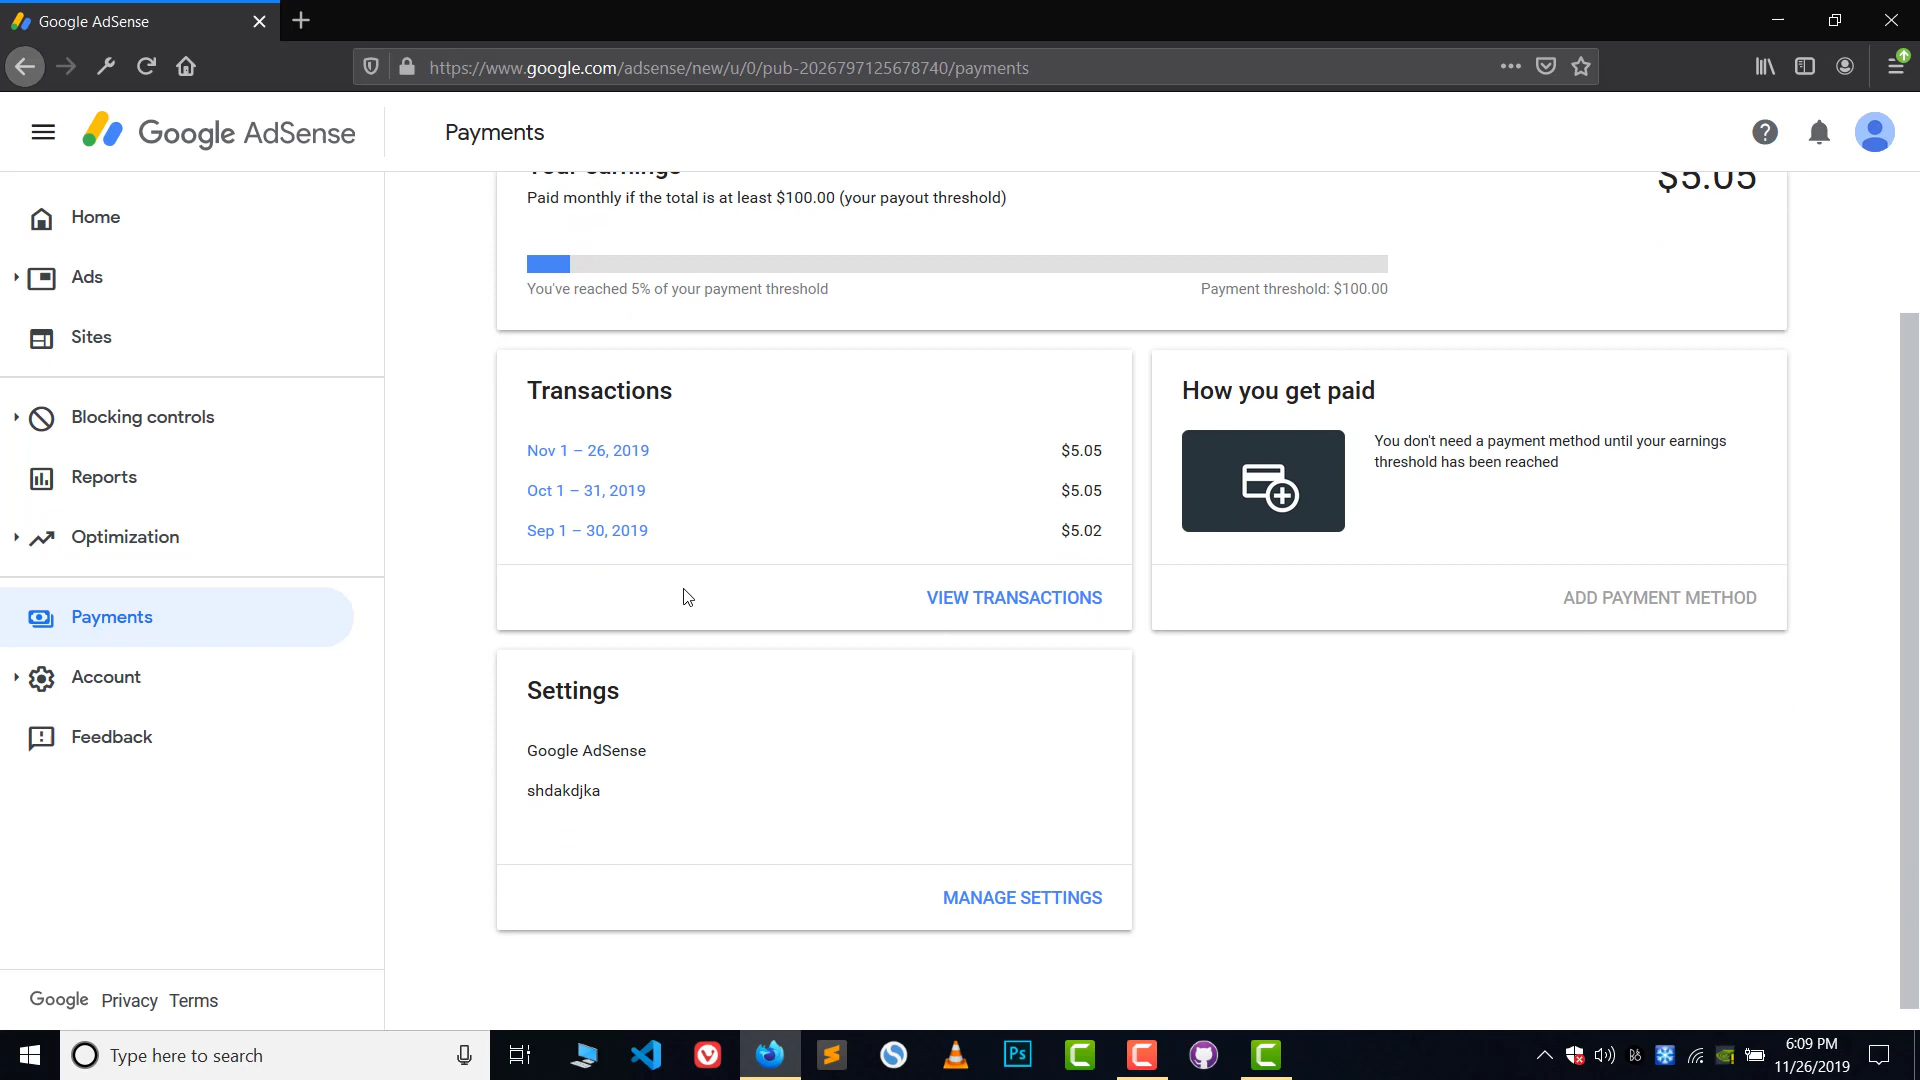 Google AdSense
https://www.google.com/adsense/new/u/0/pub-2026797125678740/payments
Google AdSense
Payments
Home
Ads
Sites
Blocking controls
Reports
Optimization
Payments
Account
Feedback
Google Privacy Terms
Your earnings
$5.05
Paid monthly if the total is at least $100.00 (your payout threshold)
You've reached 5% of your payment threshold
Payment threshold: $100.00
Transactions
Nov 1 – 26, 2019 $5.05
Oct 1 – 31, 2019 $5.05
Sep 1 – 30, 2019 $5.02
VIEW TRANSACTIONS
How you get paid
You don't need a payment method until your earnings
threshold has been reached
ADD PAYMENT METHOD
Settings
Google AdSense
shdakdjka
MANAGE SETTINGS
Type here to search
Ps
6:09 PM
11/26/2019